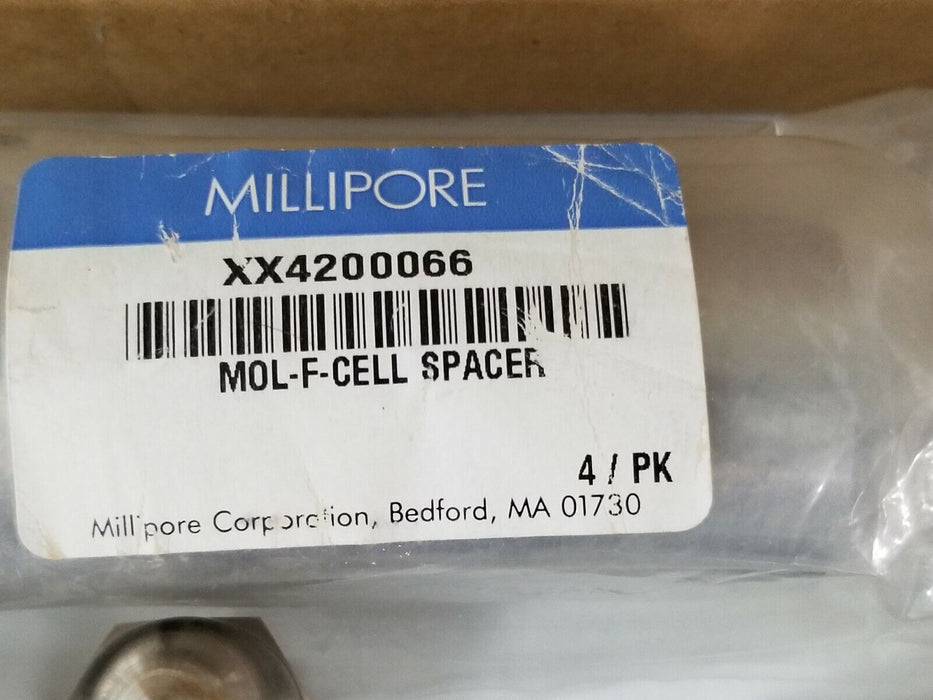 MILLIPORE
XX4200066
MOL-F-CELL SPACER
4 / PK
Millipore Corporation, Bedford, MA 01730